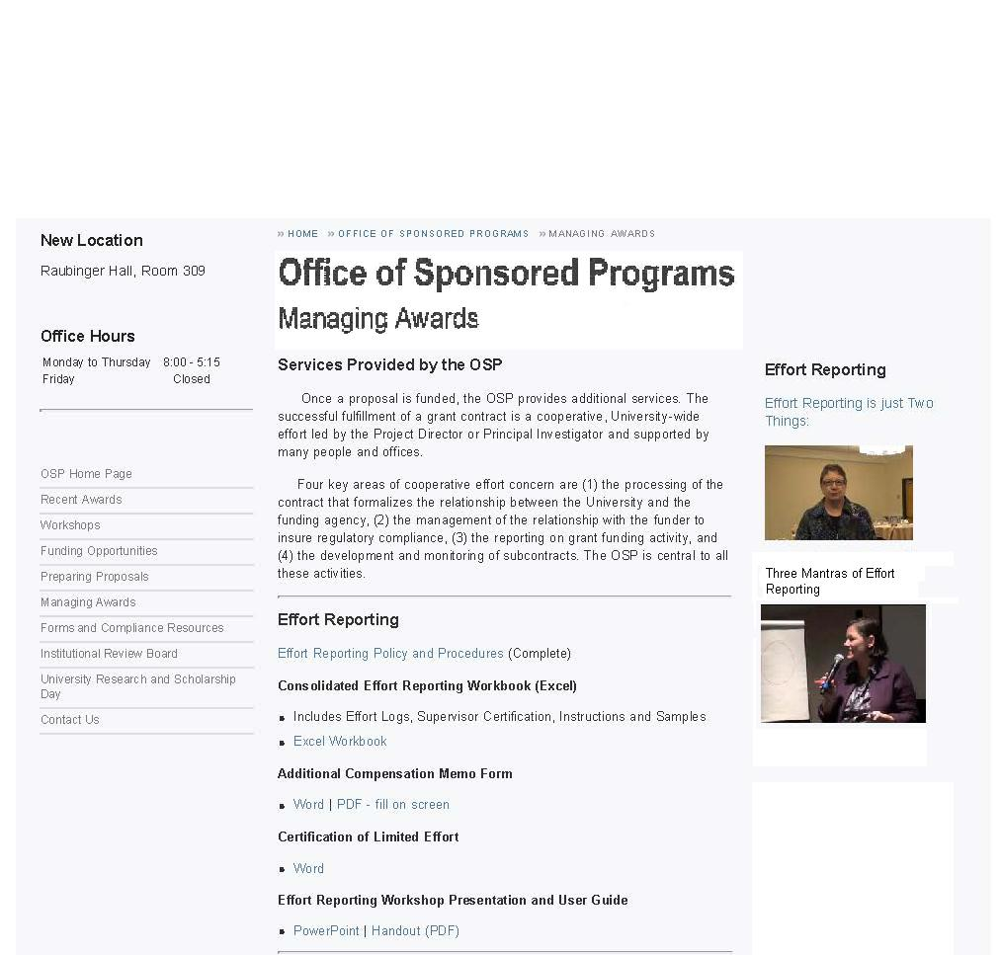 New Location
Raubinger Hall, Room 309
Office Hours
Monday to Thursday 8:00 - 5:15
Friday Closed
OSP Home Page
Recent Awards
Workshops
Funding Opportunities
Preparing Proposals
Managing Awards
Forms and Compliance Resources
Institutional Review Board
University Research and Scholarship
Day
Contact Us
» HOME » OFFICE OF SPONSORED PROGRAMS » MANAGING AWARDS
Office of Sponsored Programs
Managing Awards
Services Provided by the OSP
Once a proposal is funded, the OSP provides additional services. The
successful fulfillment of a grant contract is a cooperative, University-wide
effort led by the Project Director or Principal Investigator and supported by
many people and offices.
Four key areas of cooperative effort concern are (1) the processing of the
contract that formalizes the relationship between the University and the
funding agency, (2) the management of the relationship with the funder to
insure regulatory compliance, (3) the reporting on grant funding activity, and
(4) the development and monitoring of subcontracts. The OSP is central to all
these activities.
Effort Reporting
Effort Reporting Policy and Procedures (Complete)
Consolidated Effort Reporting Workbook (Excel)
• Includes Effort Logs, Supervisor Certification, Instructions and Samples
• Excel Workbook
Additional Compensation Memo Form
• Word | PDF - fill on screen
Certification of Limited Effort
• Word
Effort Reporting Workshop Presentation and User Guide
• PowerPoint | Handout (PDF)
Effort Reporting
Effort Reporting is just Two
Things:
Three Mantras of Effort
Reporting